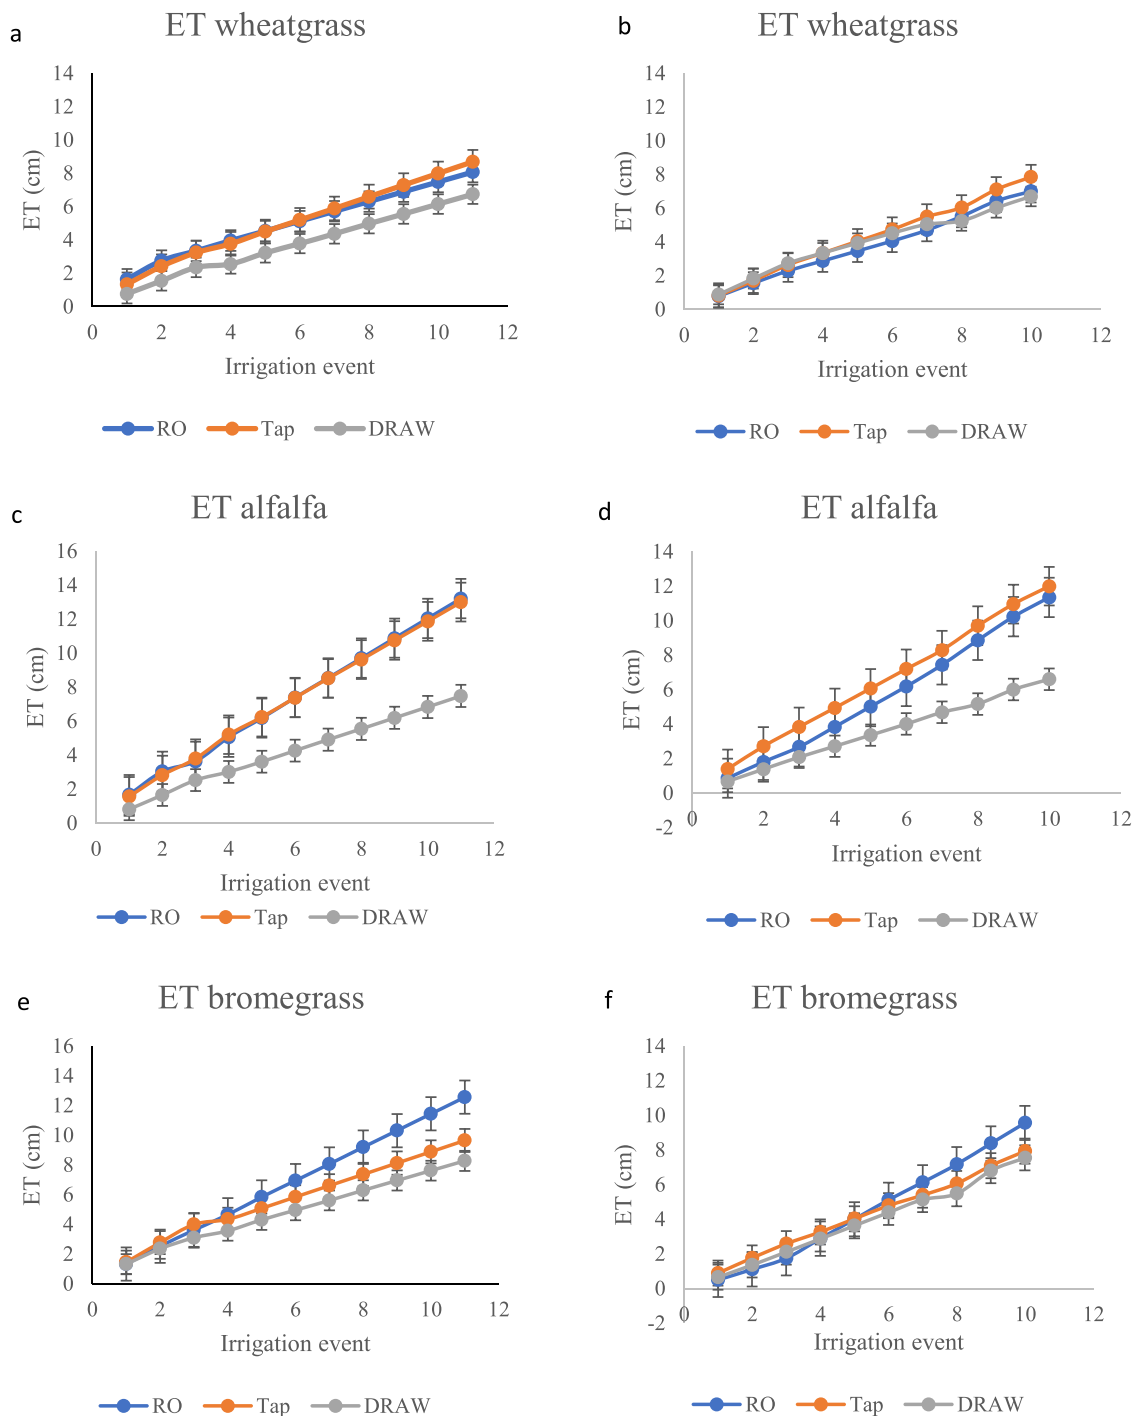 a
ET wheatgrass
14
12
10
8
6
4
2
0
ET (cm)
0 2 4 6 8 10 12
Irrigation event
RO Tap DRAW
b
ET wheatgrass
14
12
10
8
6
4
2
0
ET (cm)
0 2 4 6 8 10 12
Irrigation event
RO Tap DRAW
c
ET alfalfa
16
14
12
10
8
6
4
2
0
ET (cm)
0 2 4 6 8 10 12
Irrigation event
RO Tap DRAW
d
ET alfalfa
14
12
10
8
6
4
2
0
-2
ET (cm)
0 2 4 6 8 10 12
Irrigation event
RO Tap DRAW
e
ET bromegrass
16
14
12
10
8
6
4
2
0
ET (cm)
0 2 4 6 8 10 12
Irrigation event
RO Tap DRAW
f
ET bromegrass
14
12
10
8
6
4
2
0
-2
ET (cm)
0 2 4 6 8 10 12
Irrigation event
RO Tap DRAW